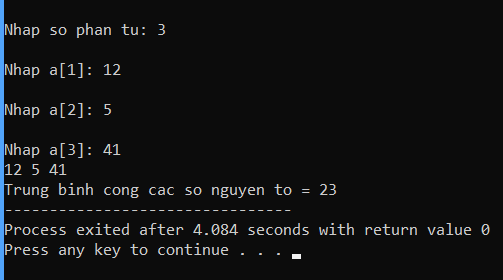 Nhap so phan tu: 3
Nhap a[1]: 12
Nhap a[2]: 5
Nhap a[3]: 41
12 5 41
Trung binh cong cac so nguyen to = 23
--------------------------------
Process exited after 4.084 seconds with return value 0
Press any key to continue . . .